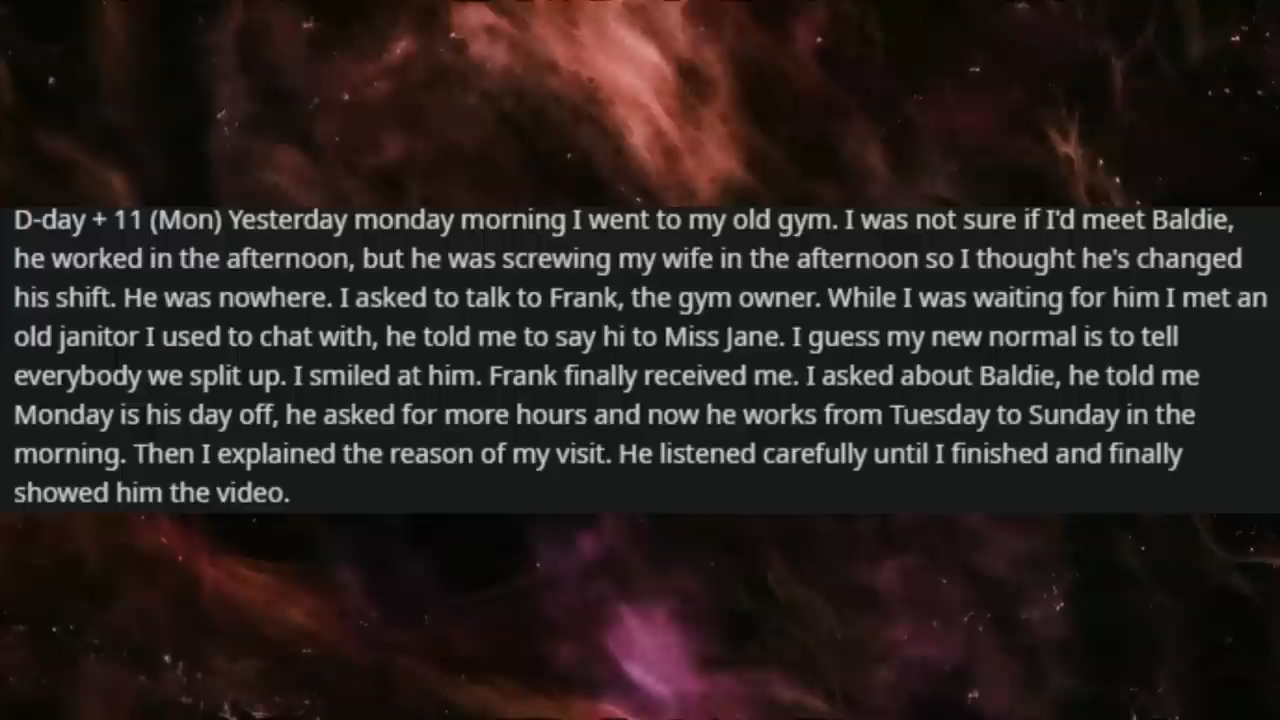 D-day + 11 (Mon) Yesterday monday morning I went to my old gym. I was not sure if I'd meet Baldie,
he worked in the afternoon, but he was screwing my wife in the afternoon so I thought he's changed
his shift. He was nowhere. I asked to talk to Frank, the gym owner. While I was waiting for him I met an
old janitor I used to chat with, he told me to say hi to Miss Jane. I guess my new normal is to tell
everybody we split up. I smiled at him. Frank finally received me. I asked about Baldie, he told me
Monday is his day off, he asked for more hours and now he works from Tuesday to Sunday in the
morning. Then I explained the reason of my visit. He listened carefully until I finished and finally
showed him the video.